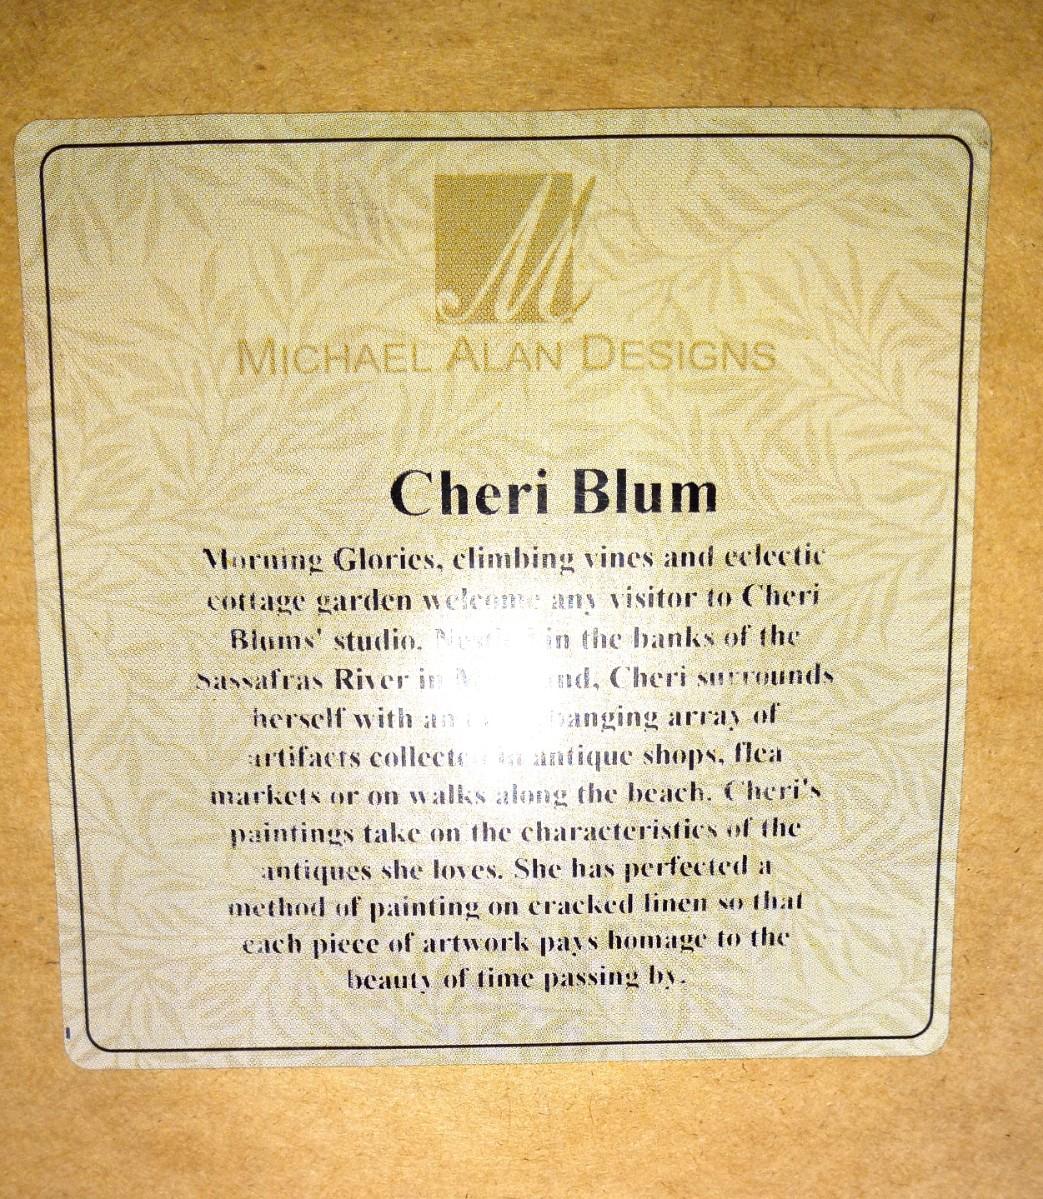 M
MICHAEL ALAN DESIGNS
Cheri Blum
Morning Glories, climbing vines and eclectic
cottage garden welcome any visitor to Cheri
Blums' studio. in the banks of the
Sassafras River in Cheri surrounds
herself with an array of
artifacts collected in antique shops, flea
markets or on walks along the beach. Cheri's
paintings take on the characteristics of the
antiques she loves. She has perfected a
method of painting on cracked linen so that
each piece of artwork pays homage to the
beauty of time passing by.